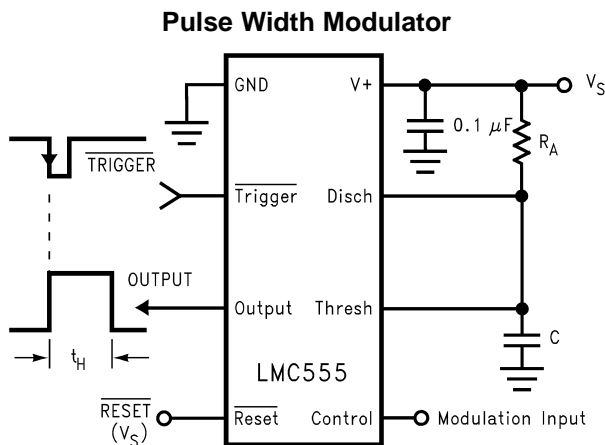 Pulse Width Modulator
GND
V+
V_S
0.1 μF
R_A
TRIGGER
Trigger
Disch
OUTPUT
Output
Thresh
C
t_H
LMC555
RESET
(V_S)
Reset
Control
Modulation Input